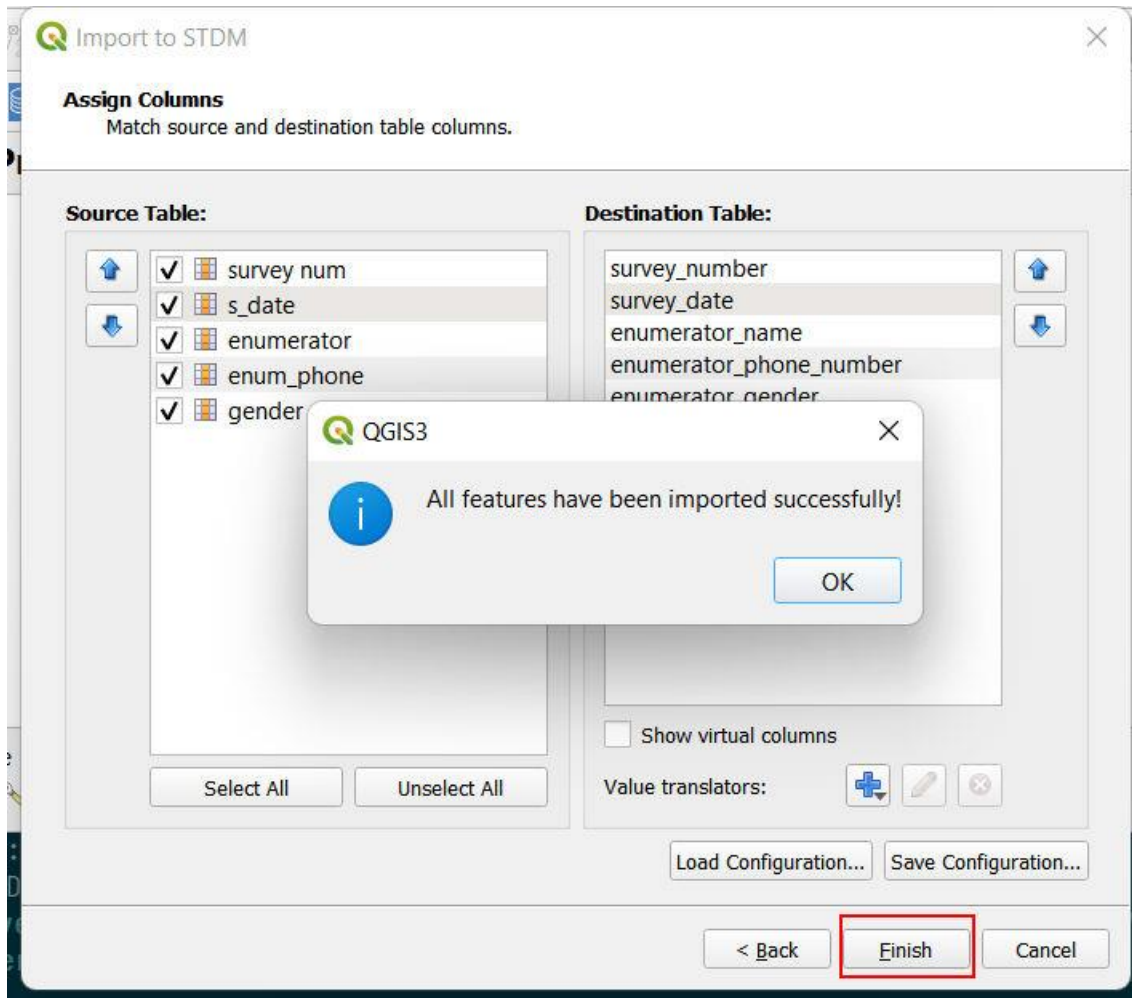 Import to STDM
Assign Columns
Match source and destination table columns.
Source Table:
Destination Table:
survey num
s_date
enumerator
enum_phone
gender
survey_number
survey_date
enumerator_name
enumerator_phone_number
enumerator_gender
QGIS3
All features have been imported successfully!
OK
Show virtual columns
Select All
Unselect All
Value translators:
Load Configuration...
Save Configuration...
< Back
Finish
Cancel